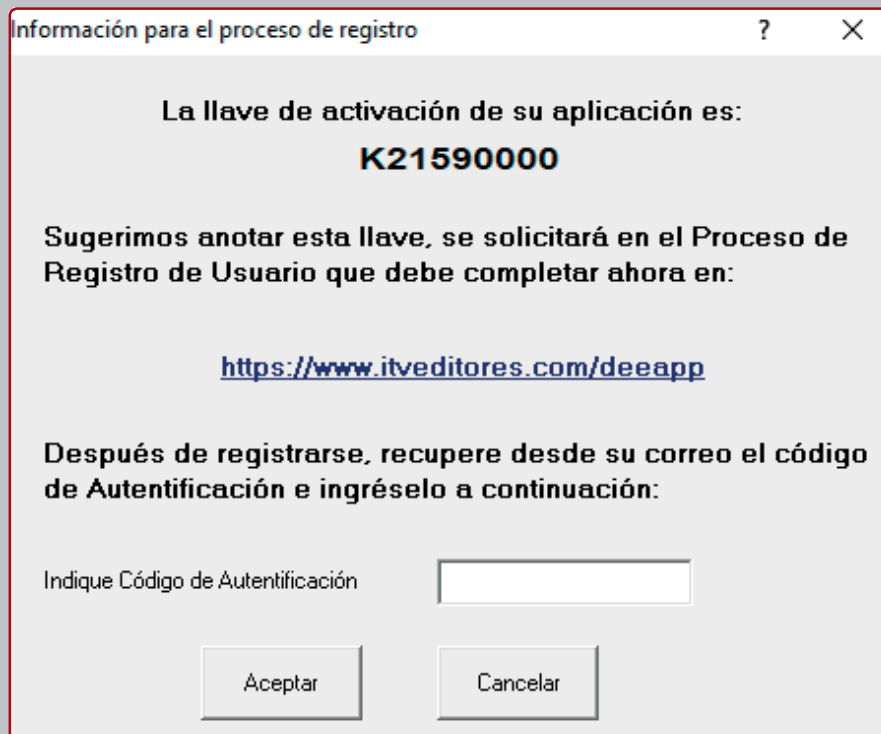 Información para el proceso de registro ? X
La llave de activación de su aplicación es:
K21590000
Sugerimos anotar esta llave, se solicitará en el Proceso de
Registro de Usuario que debe completar ahora en:
https://www.itveditores.com/deeapp
Después de registrarse, recupere desde su correo el código
de Autentificación e ingréselo a continuación:
Indique Código de Autentificación
Aceptar Cancelar